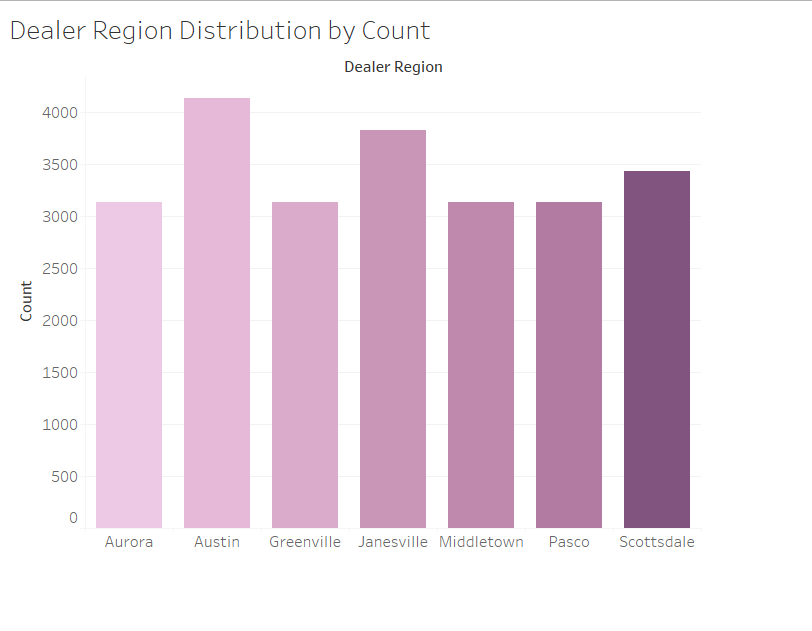 Dealer Region Distribution by Count
Dealer Region
4000
3500
3000
2500
2000
1500
1000
500
0
Count
Aurora Austin Greenville Janesville Middletown Pasco Scottsdale